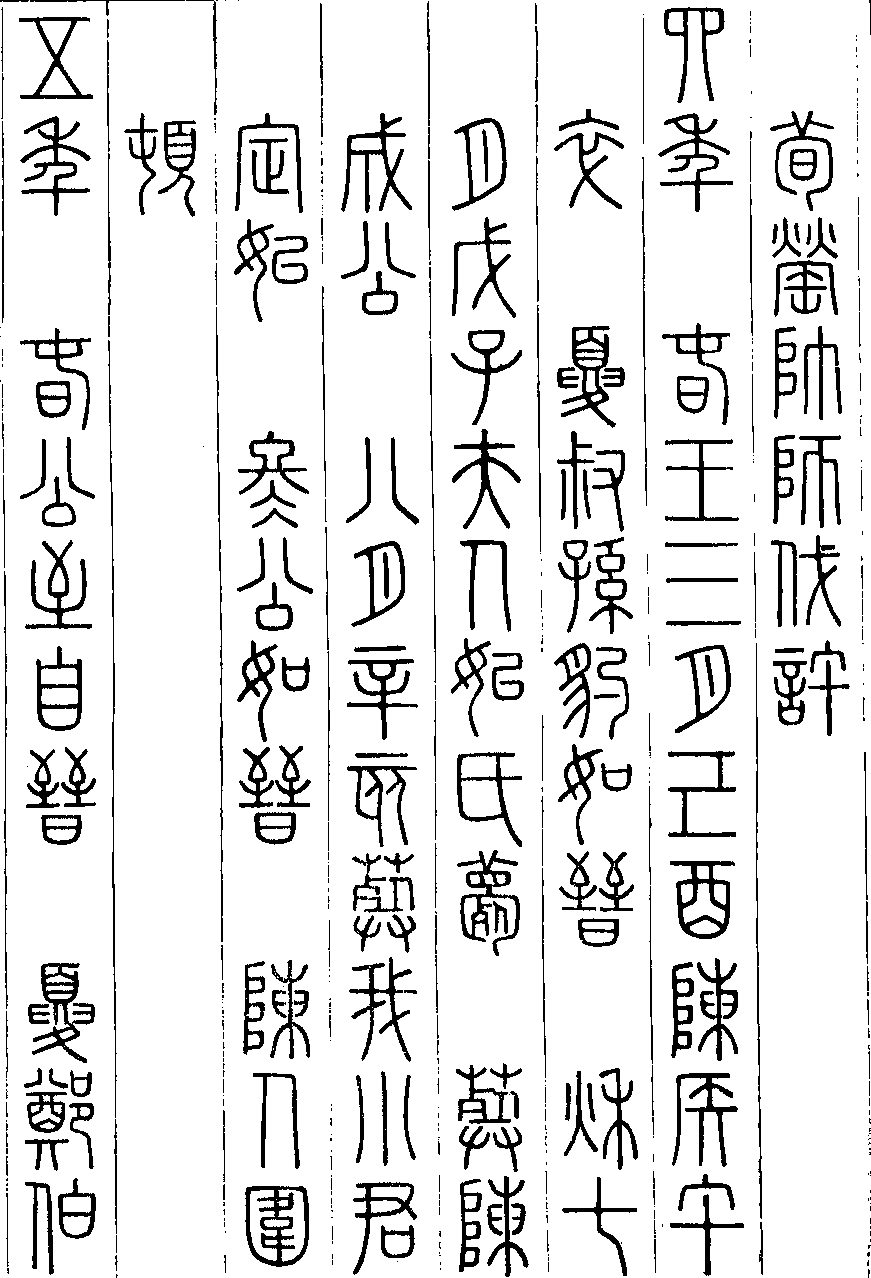 荀罃帥師伐許
四年　春王三月己酉陳侯午
卒　夏叔孫豹如晉　秋七
月戊子夫人姒氏薨　葬陳
成公　八月辛亥葬我小君
定姒　冬公如晉　陳人圍
頓
五年　春公至自晉　夏鄭伯